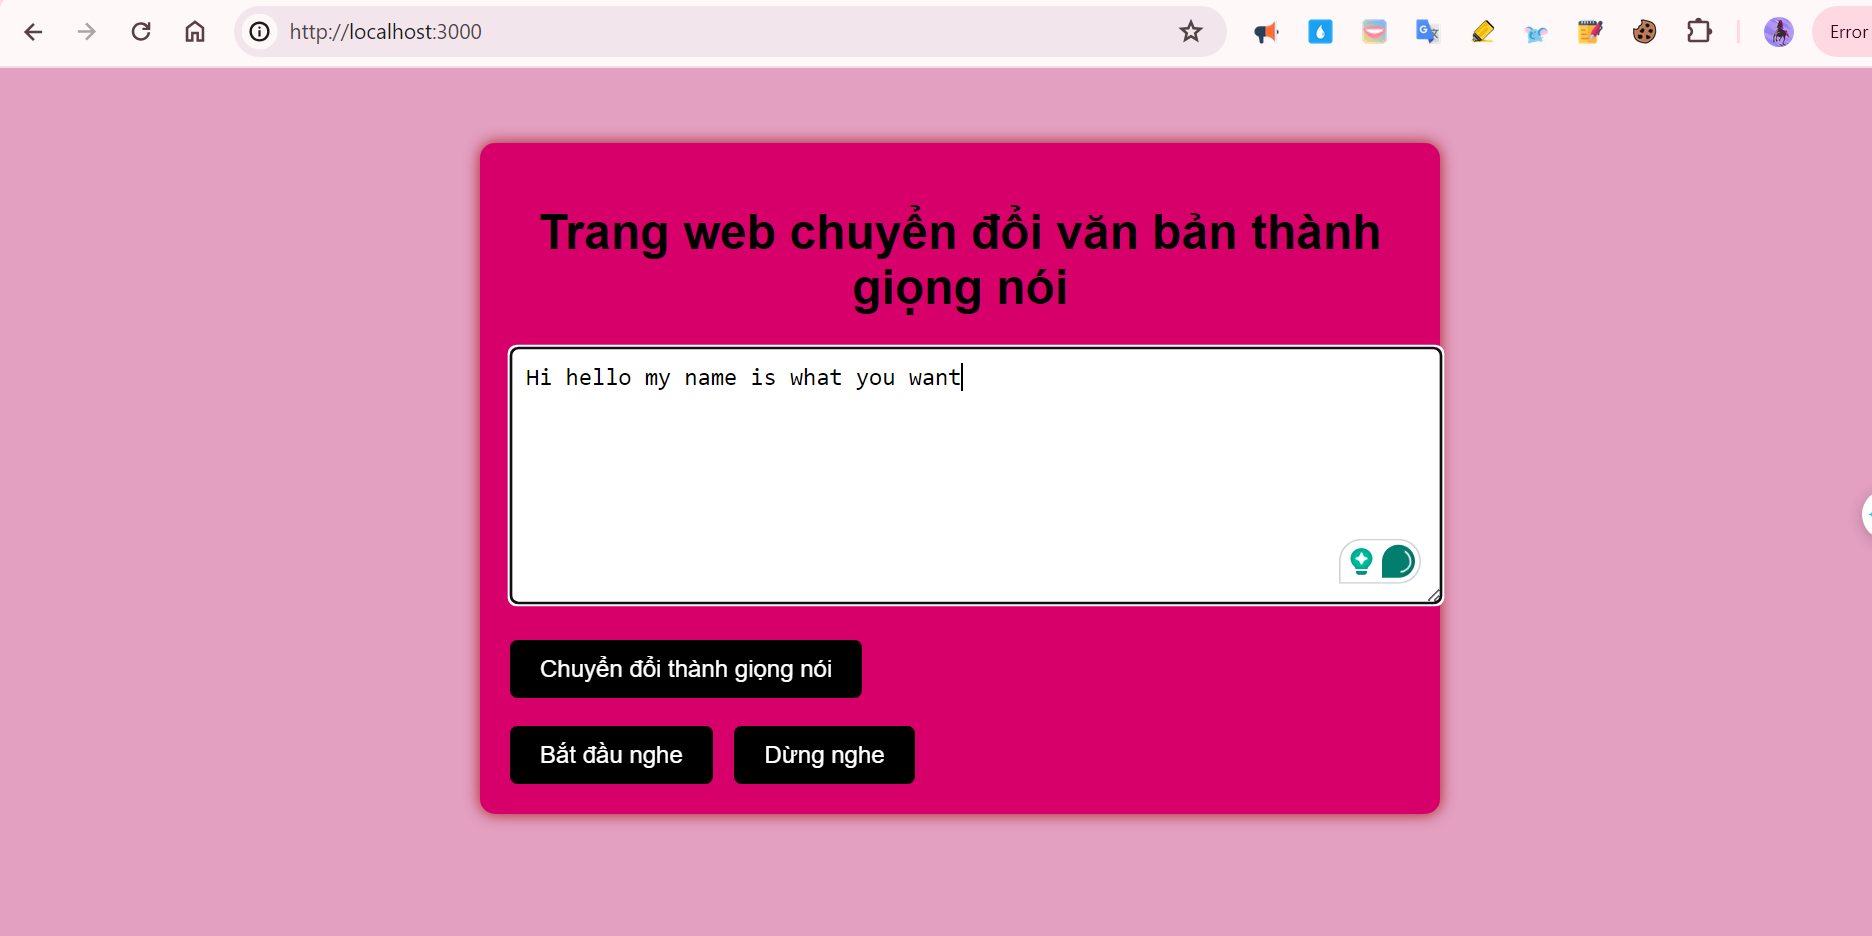 http://localhost:3000
Error
Trang web chuyển đổi văn bản thành
giọng nói
Hi hello my name is what you want
Chuyển đổi thành giọng nói
Bắt đầu nghe
Dừng nghe